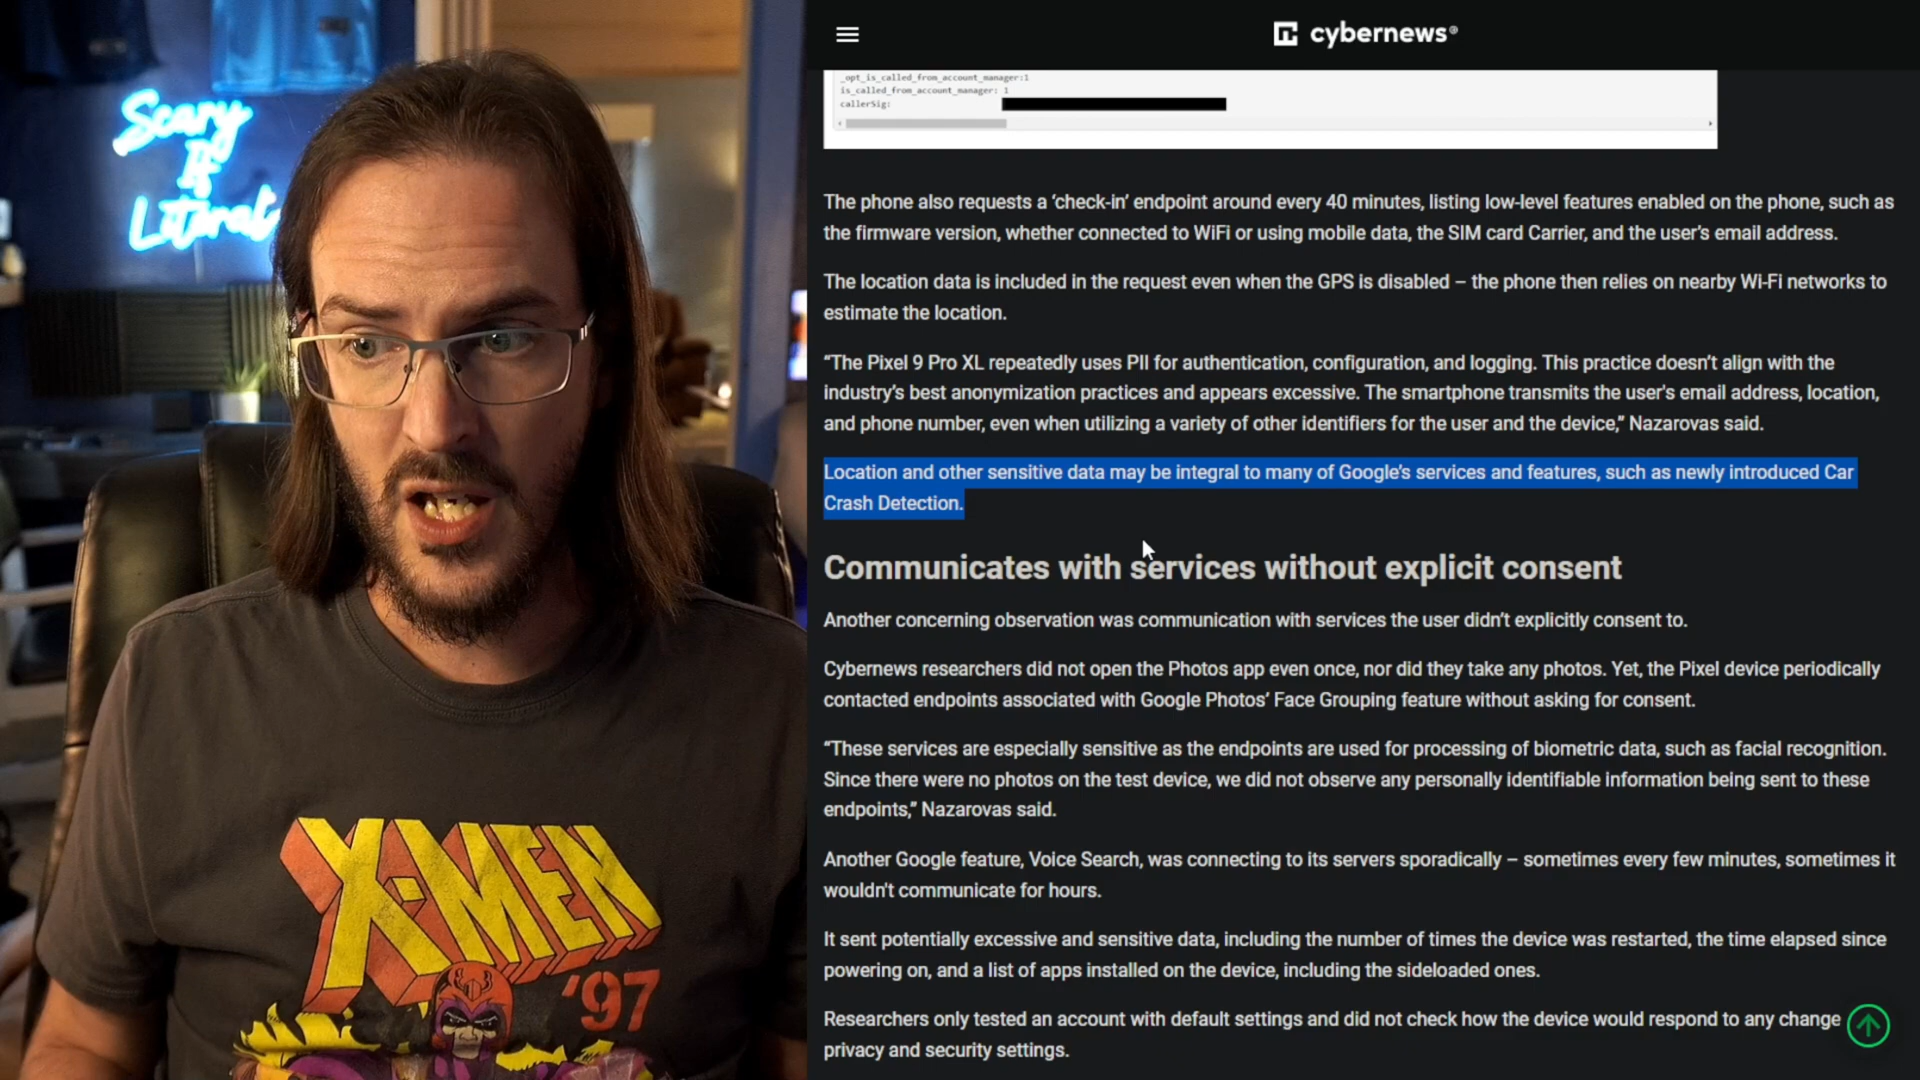 Scary
If
Literal
X-MEN
'97
cybernews®
_opt_is_called_from_account_manager:1
is_called_from_account_manager: 1
callerSig:
The phone also requests a ‘check-in’ endpoint around every 40 minutes, listing low-level features enabled on the phone, such as
the firmware version, whether connected to WiFi or using mobile data, the SIM card Carrier, and the user's email address.
The location data is included in the request even when the GPS is disabled – the phone then relies on nearby Wi-Fi networks to
estimate the location.
“The Pixel 9 Pro XL repeatedly uses PII for authentication, configuration, and logging. This practice doesn’t align with the
industry’s best anonymization practices and appears excessive. The smartphone transmits the user's email address, location,
and phone number, even when utilizing a variety of other identifiers for the user and the device,” Nazarovas said.
Location and other sensitive data may be integral to many of Google’s services and features, such as newly introduced Car
Crash Detection.
Communicates with services without explicit consent
Another concerning observation was communication with services the user didn’t explicitly consent to.
Cybernews researchers did not open the Photos app even once, nor did they take any photos. Yet, the Pixel device periodically
contacted endpoints associated with Google Photos’ Face Grouping feature without asking for consent.
“These services are especially sensitive as the endpoints are used for processing of biometric data, such as facial recognition.
Since there were no photos on the test device, we did not observe any personally identifiable information being sent to these
endpoints,” Nazarovas said.
Another Google feature, Voice Search, was connecting to its servers sporadically – sometimes every few minutes, sometimes it
wouldn't communicate for hours.
It sent potentially excessive and sensitive data, including the number of times the device was restarted, the time elapsed since
powering on, and a list of apps installed on the device, including the sideloaded ones.
Researchers only tested an account with default settings and did not check how the device would respond to any change
privacy and security settings.